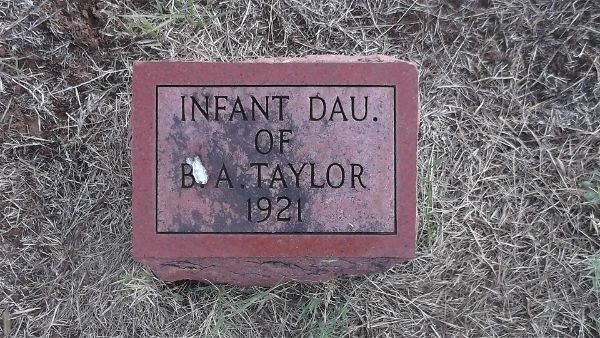 INFANT DAU.
OF
B. A. TAYLOR
1921